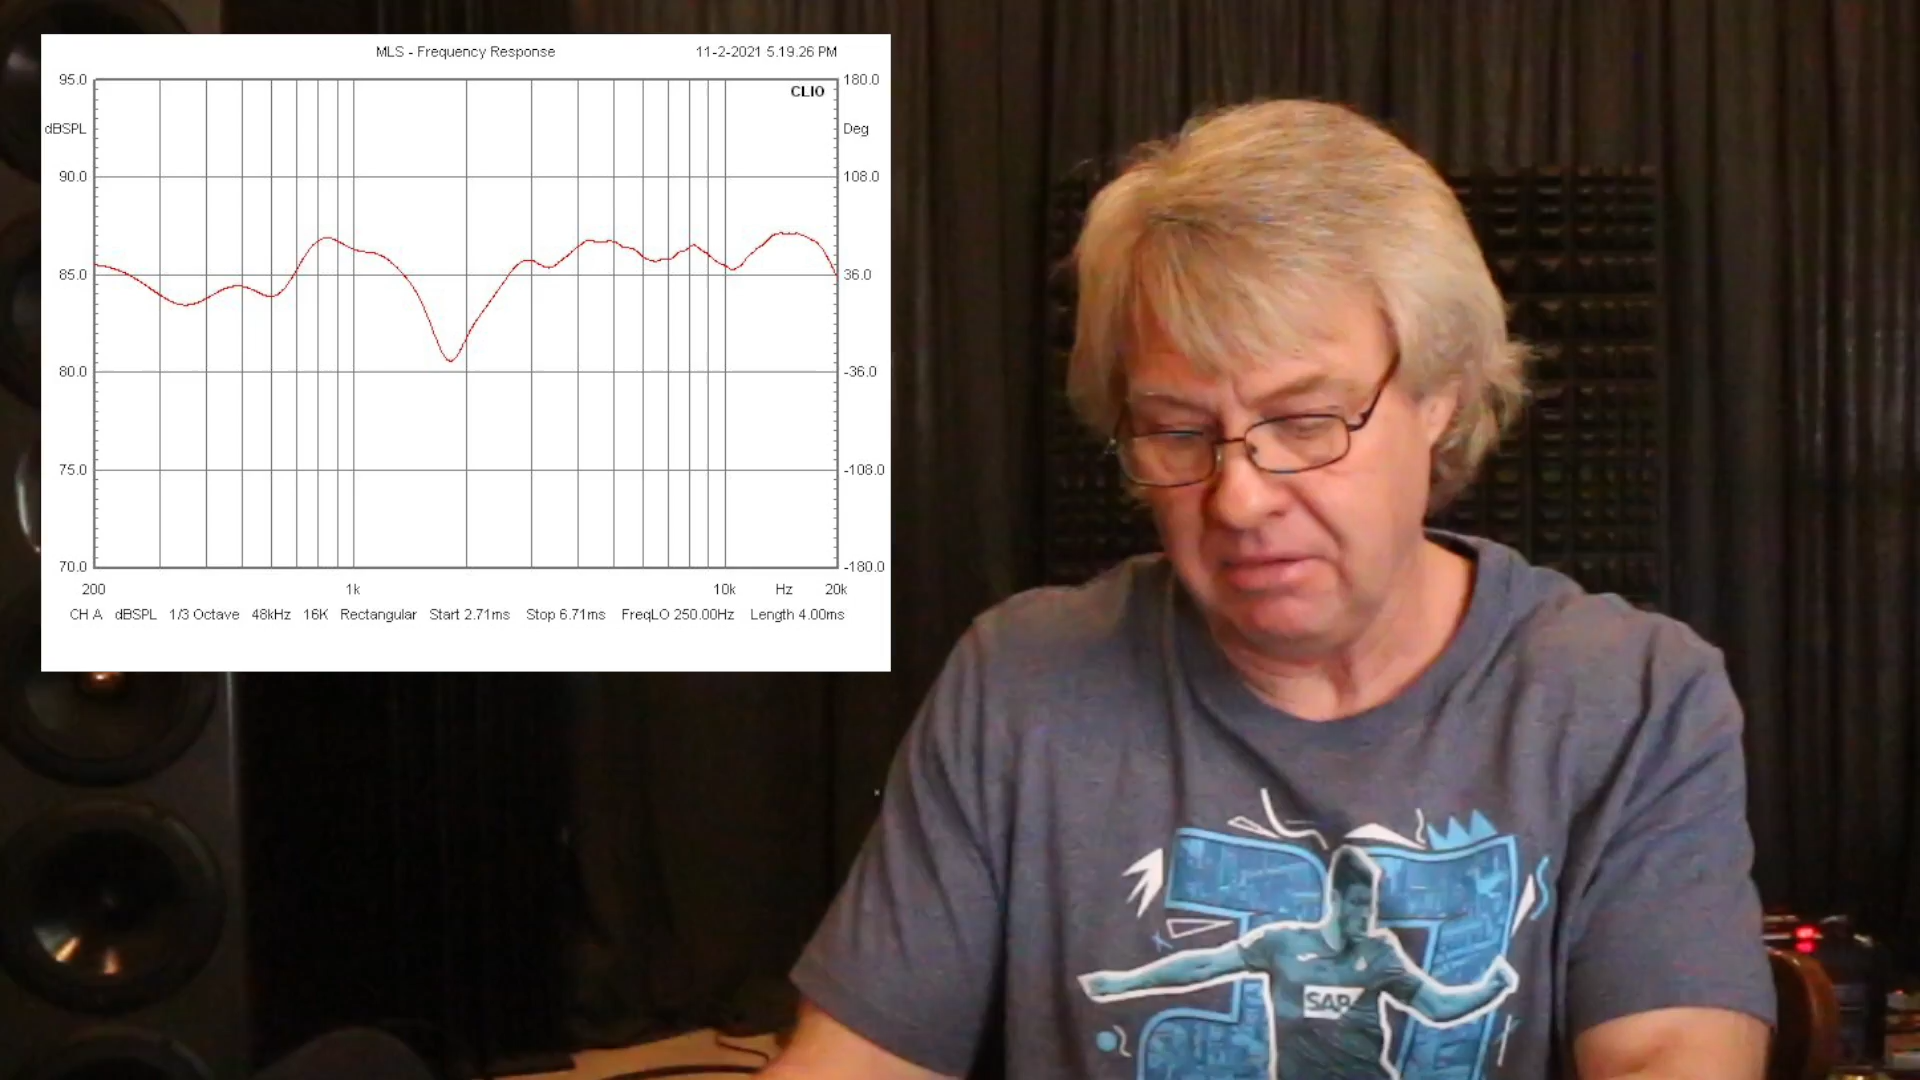 MLS - Frequency Response 11-2-2021 5.19.26 PM
95.0 180.0
CLIO
dBSPL Deg
90.0 108.0
85.0 36.0
80.0 -36.0
75.0 -108.0
70.0 -180.0
200 1k 10k Hz 20k
CH A dBSPL 1/3 Octave 48kHz 16K Rectangular Start 2.71ms Stop 6.71ms FreqLO 250.00Hz Length 4.00ms
27
SAP